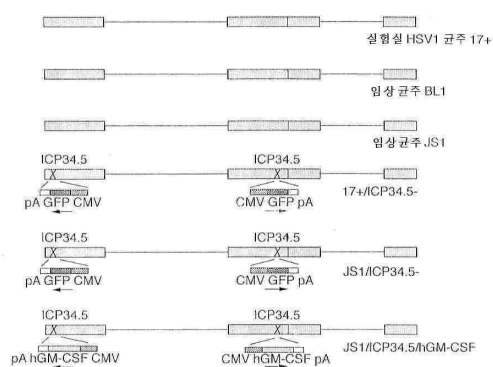 실험실 HSV1 균주 17+
임상 균주 BL1
임상 균주 JS1
ICP34.5 ICP34.5
17+/ICP34.5-
pA GFP CMV CMV GFP pA
ICP34.5 ICP34.5
JS1/ICP34.5-
pA GFP CMV CMV GFP pA
ICP34.5 ICP34.5
JS1/ICP34.5/hGM-CSF
pA hGM-CSF CMV CMV hGM-CSF pA